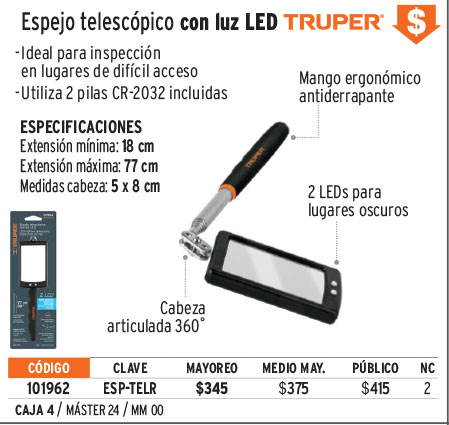 Espejo telescópico con luz LED TRUPER $
-Ideal para inspección
en lugares de difícil acceso
-Utiliza 2 pilas CR-2032 incluidas
Mango ergonómico
antiderrapante
ESPECIFICACIONES
Extensión mínima: 18 cm
Extensión máxima: 77 cm
Medidas cabeza: 5 x 8 cm
TRUPER
2 LEDs para
lugares oscuros
TRUPER
Cabeza
articulada 360°
CÓDIGO CLAVE MAYOREO MEDIO MAY. PÚBLICO NC
101962 ESP-TELR $345 $375 $415 2
CAJA 4 / MÁSTER 24 / MM 00